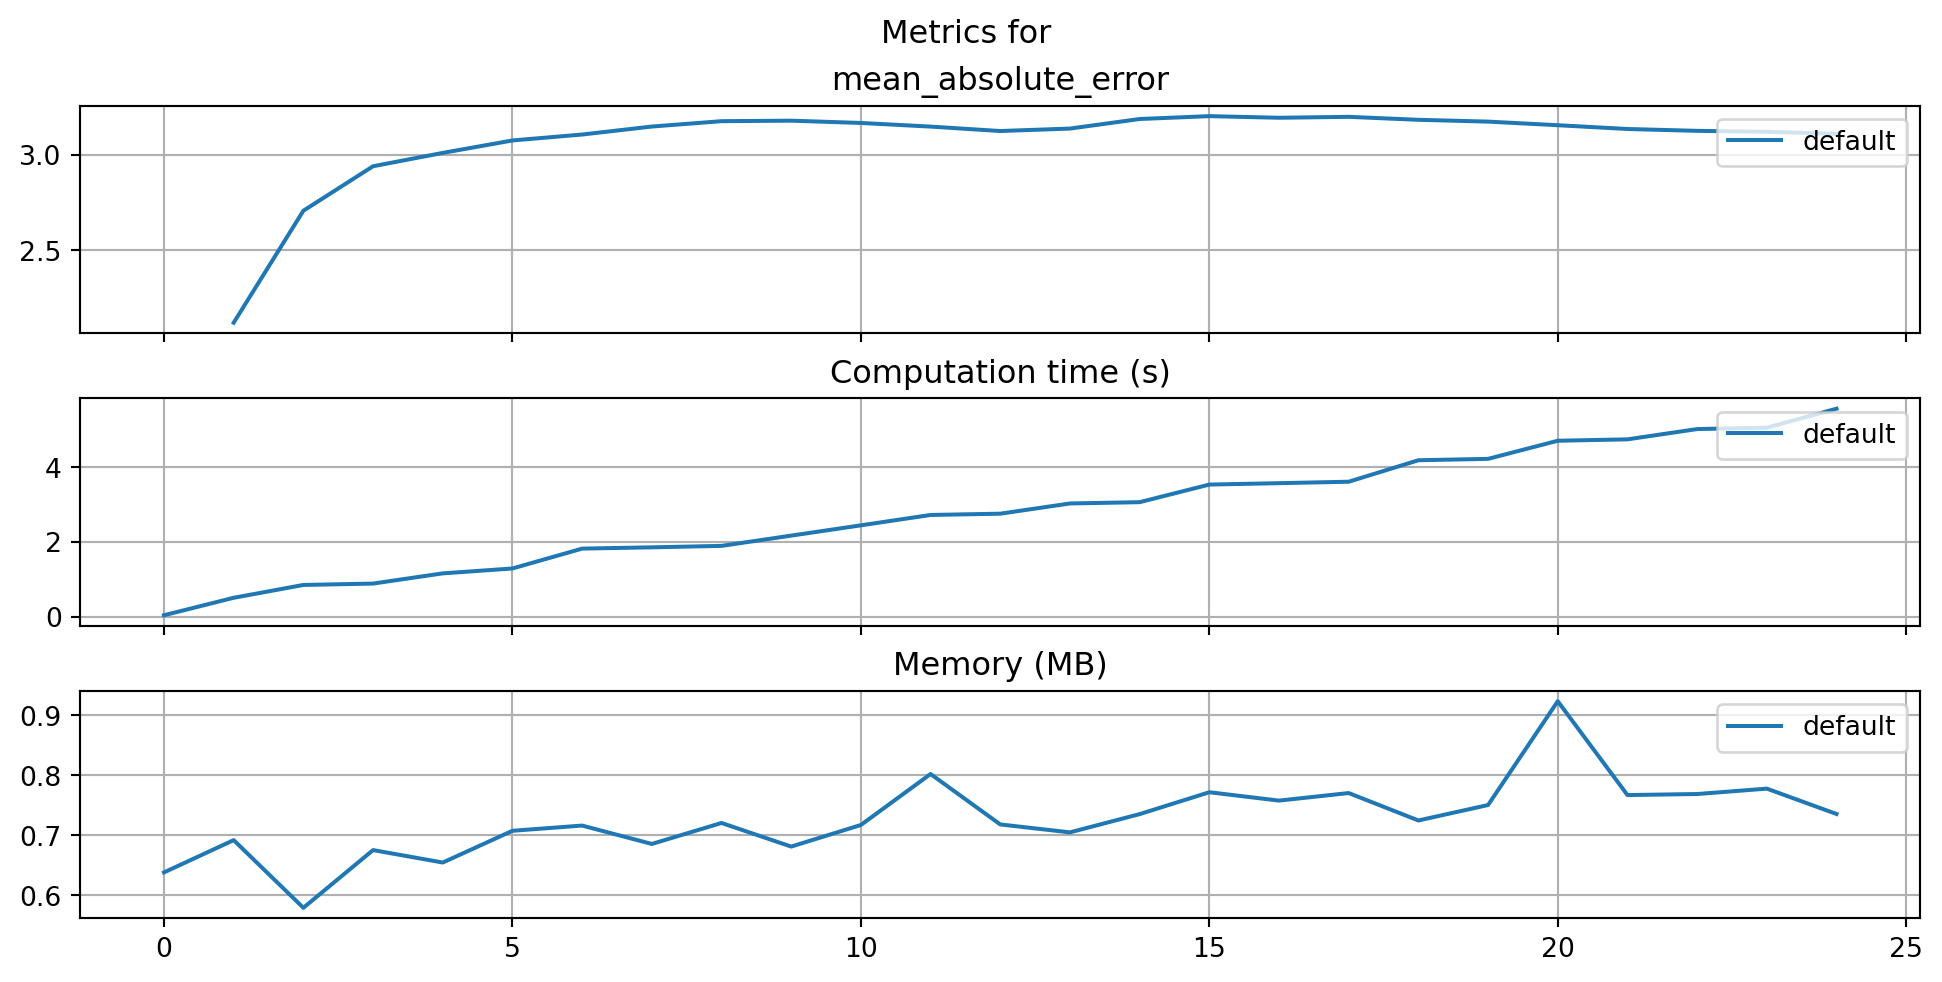 Metrics for
mean_absolute_error
3.0
2.5
default
Computation time (s)
4
2
0
default
Memory (MB)
0.9
0.8
0.7
0.6
default
0 5 10 15 20 25